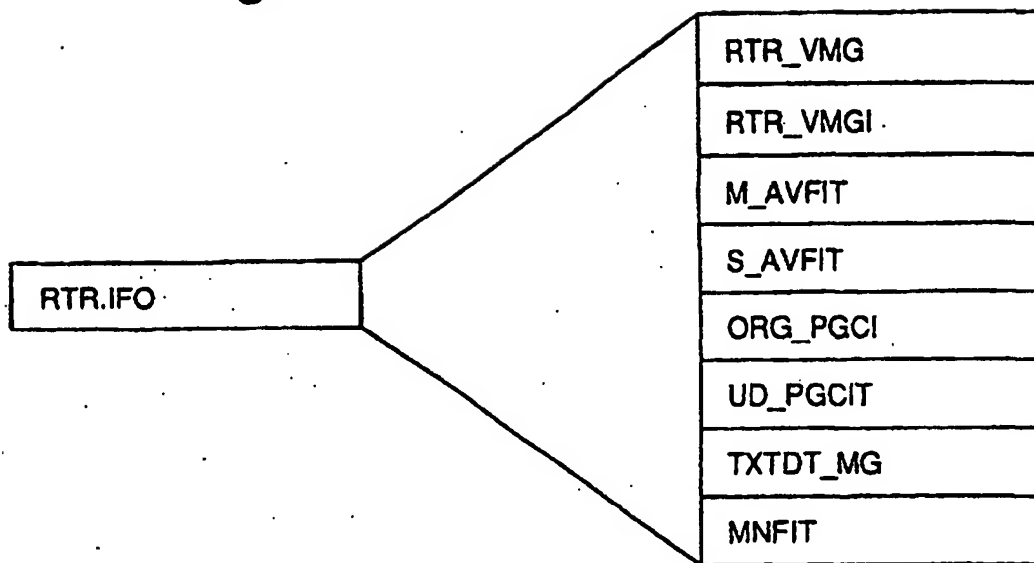 RTR.IFO
RTR_VMG
RTR_VMGI
M_AVFIT
S_AVFIT
ORG_PGCI
UD_PGCIT
TXTDT_MG
MNFIT